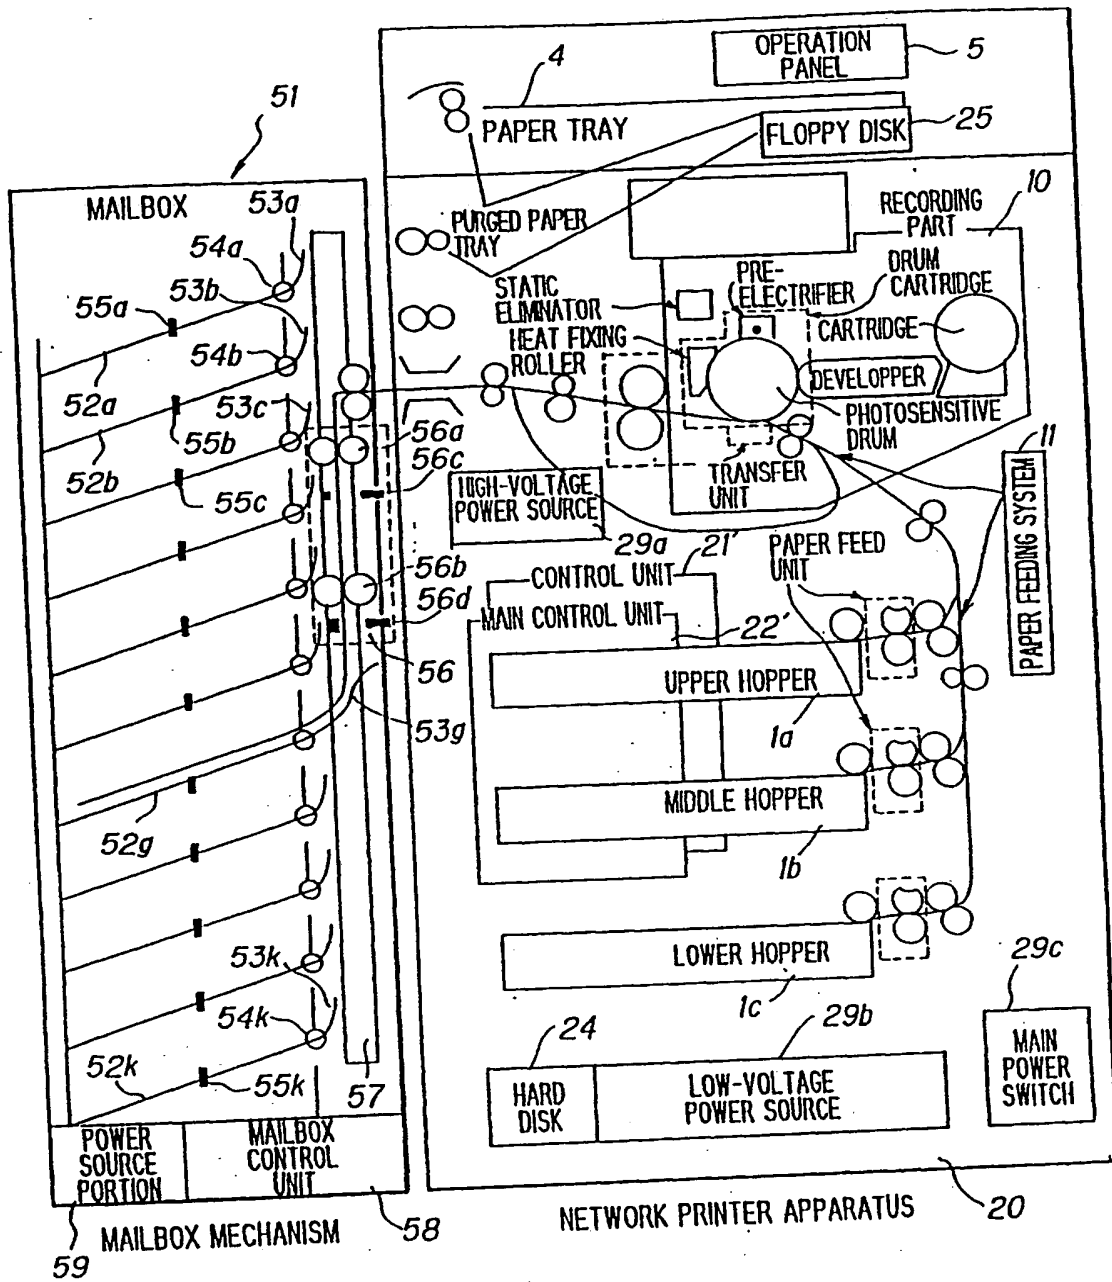 OPERATION
PANEL
5
4
51
PAPER TRAY
FLOPPY DISK
25
MAILBOX
53a
54a
53b
55a
54b
52a
53c
55b
52b
55c
PURGED PAPER
TRAY
RECORDING
PART
10
STATIC
ELIMINATOR
PRE-
ELECTRIFIER
DRUM
CARTRIDGE
HEAT FIXING
ROLLER
CARTRIDGE
DEVELOPPER
PHOTOSENSITIVE
DRUM
TRANSFER
UNIT
11
PAPER FEEDING SYSTEM
56a
56c
HIGH-VOLTAGE
POWER SOURCE
29a
21'
PAPER FEED
UNIT
CONTROL UNIT
56b
56d
MAIN CONTROL UNIT
22'
56
53g
UPPER HOPPER
1a
MIDDLE HOPPER
1b
52g
LOWER HOPPER
1c
53k
54k
52k
55k
57
29c
24
29b
HARD
DISK
LOW-VOLTAGE
POWER SOURCE
MAIN
POWER
SWITCH
POWER
SOURCE
PORTION
MAILBOX
CONTROL
UNIT
59
MAILBOX MECHANISM
58
NETWORK PRINTER APPARATUS
20